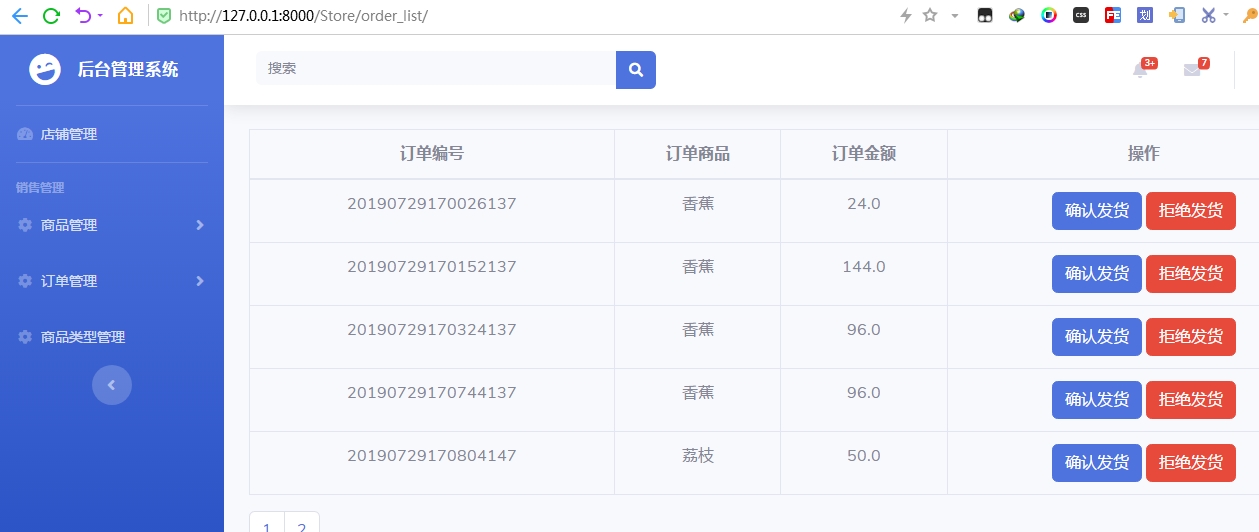 http://127.0.0.1:8000/Store/order_list/
CSS
FE
划
后台管理系统
搜索
3+
7
店铺管理
销售管理
商品管理
订单管理
商品类型管理
订单编号 订单商品 订单金额 操作
20190729170026137 香蕉 24.0 确认发货 拒绝发货
20190729170152137 香蕉 144.0 确认发货 拒绝发货
20190729170324137 香蕉 96.0 确认发货 拒绝发货
20190729170744137 香蕉 96.0 确认发货 拒绝发货
20190729170804147 荔枝 50.0 确认发货 拒绝发货
1 2